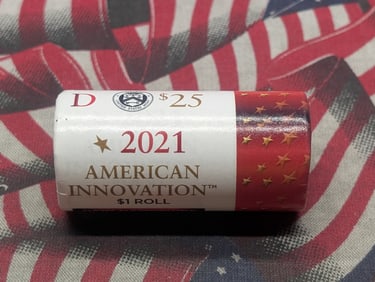 D $25
★ 2021
AMERICAN
INNOVATION™
$1 ROLL